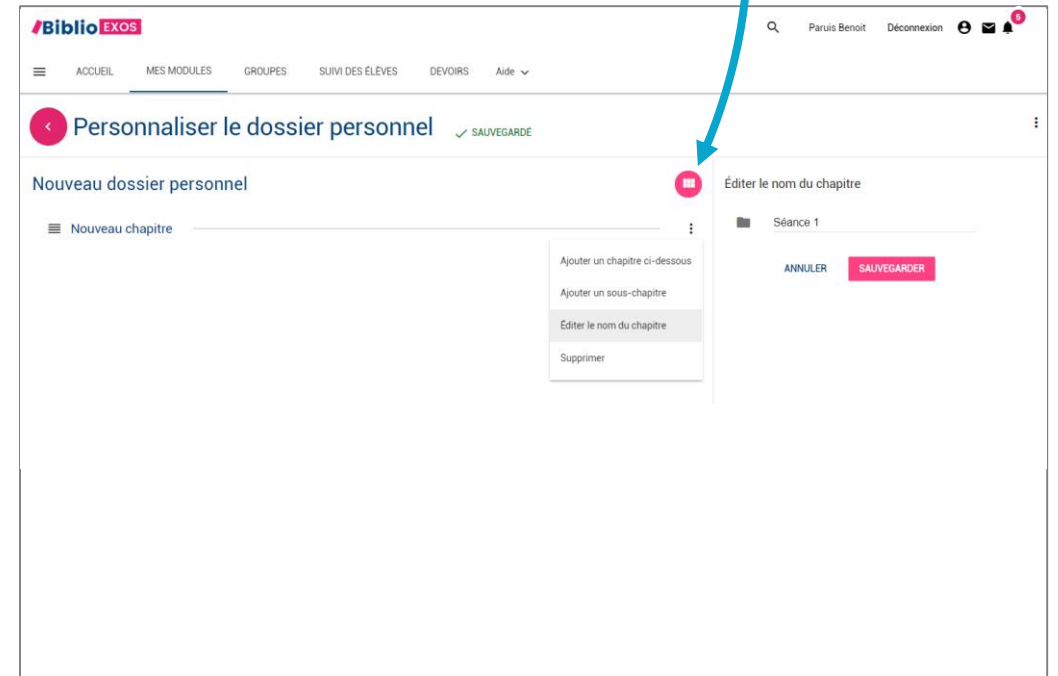 /Biblio EXOS
Paruis Benoit Déconnexion 5
ACCUEIL MES MODULES GROUPES SUIVI DES ÉLÈVES DEVOIRS Aide
Personnaliser le dossier personnel SAUVEGARDÉ
Nouveau dossier personnel
Nouveau chapitre
Ajouter un chapitre ci-dessous
Ajouter un sous-chapitre
Éditer le nom du chapitre
Supprimer
Éditer le nom du chapitre
Séance 1
ANNULER SAUVEGARDER